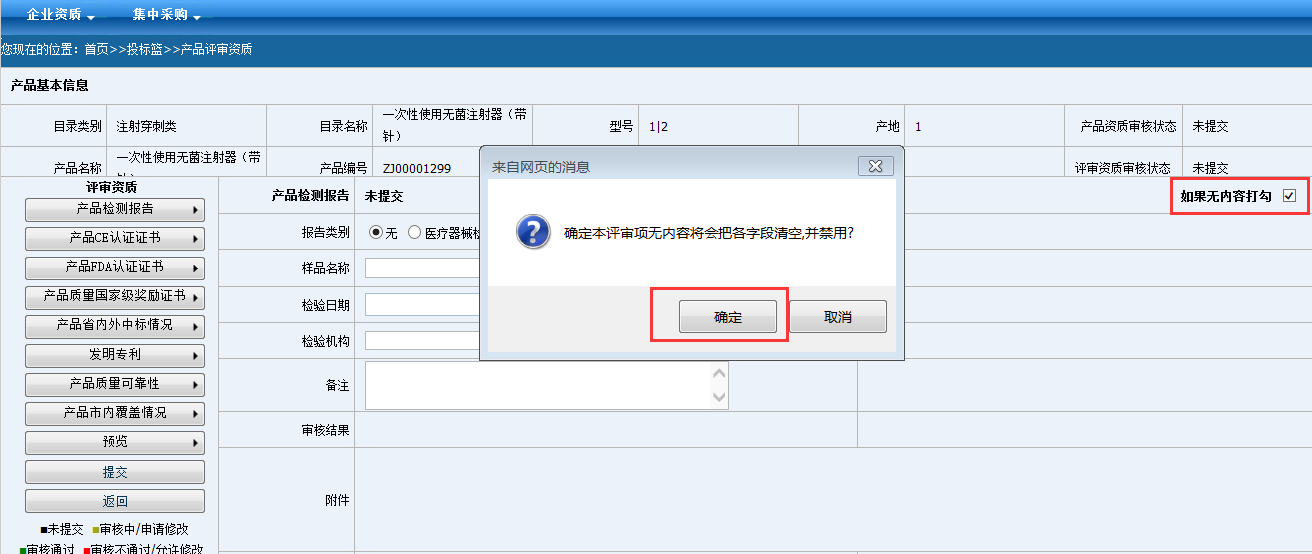 企业资质 集中采购
您现在的位置：首页>>投标篮>>产品评审资质
产品基本信息
目录类别 注射穿刺类 目录名称 一次性使用无菌注射器（带针） 型号 1|2 产地 1 产品资质审核状态 未提交
产品名称 一次性使用无菌注射器（带 产品编号 ZJ00001299 评审资质审核状态 未提交
来自网页的消息
确定本评审项无内容将会把各字段清空,并禁用?
确定 取消
评审资质
产品检测报告
产品CE认证证书
产品FDA认证证书
产品质量国家级奖励证书
产品省内外中标情况
发明专利
产品质量可靠性
产品市内覆盖情况
预览
提交
返回
■未提交 ■审核中/申请修改
■审核通过 ■审核不通过/允许修改
产品检测报告 未提交 如果无内容打勾
报告类别 无 医疗器械
样品名称
检验日期
检验机构
备注
审核结果
附件